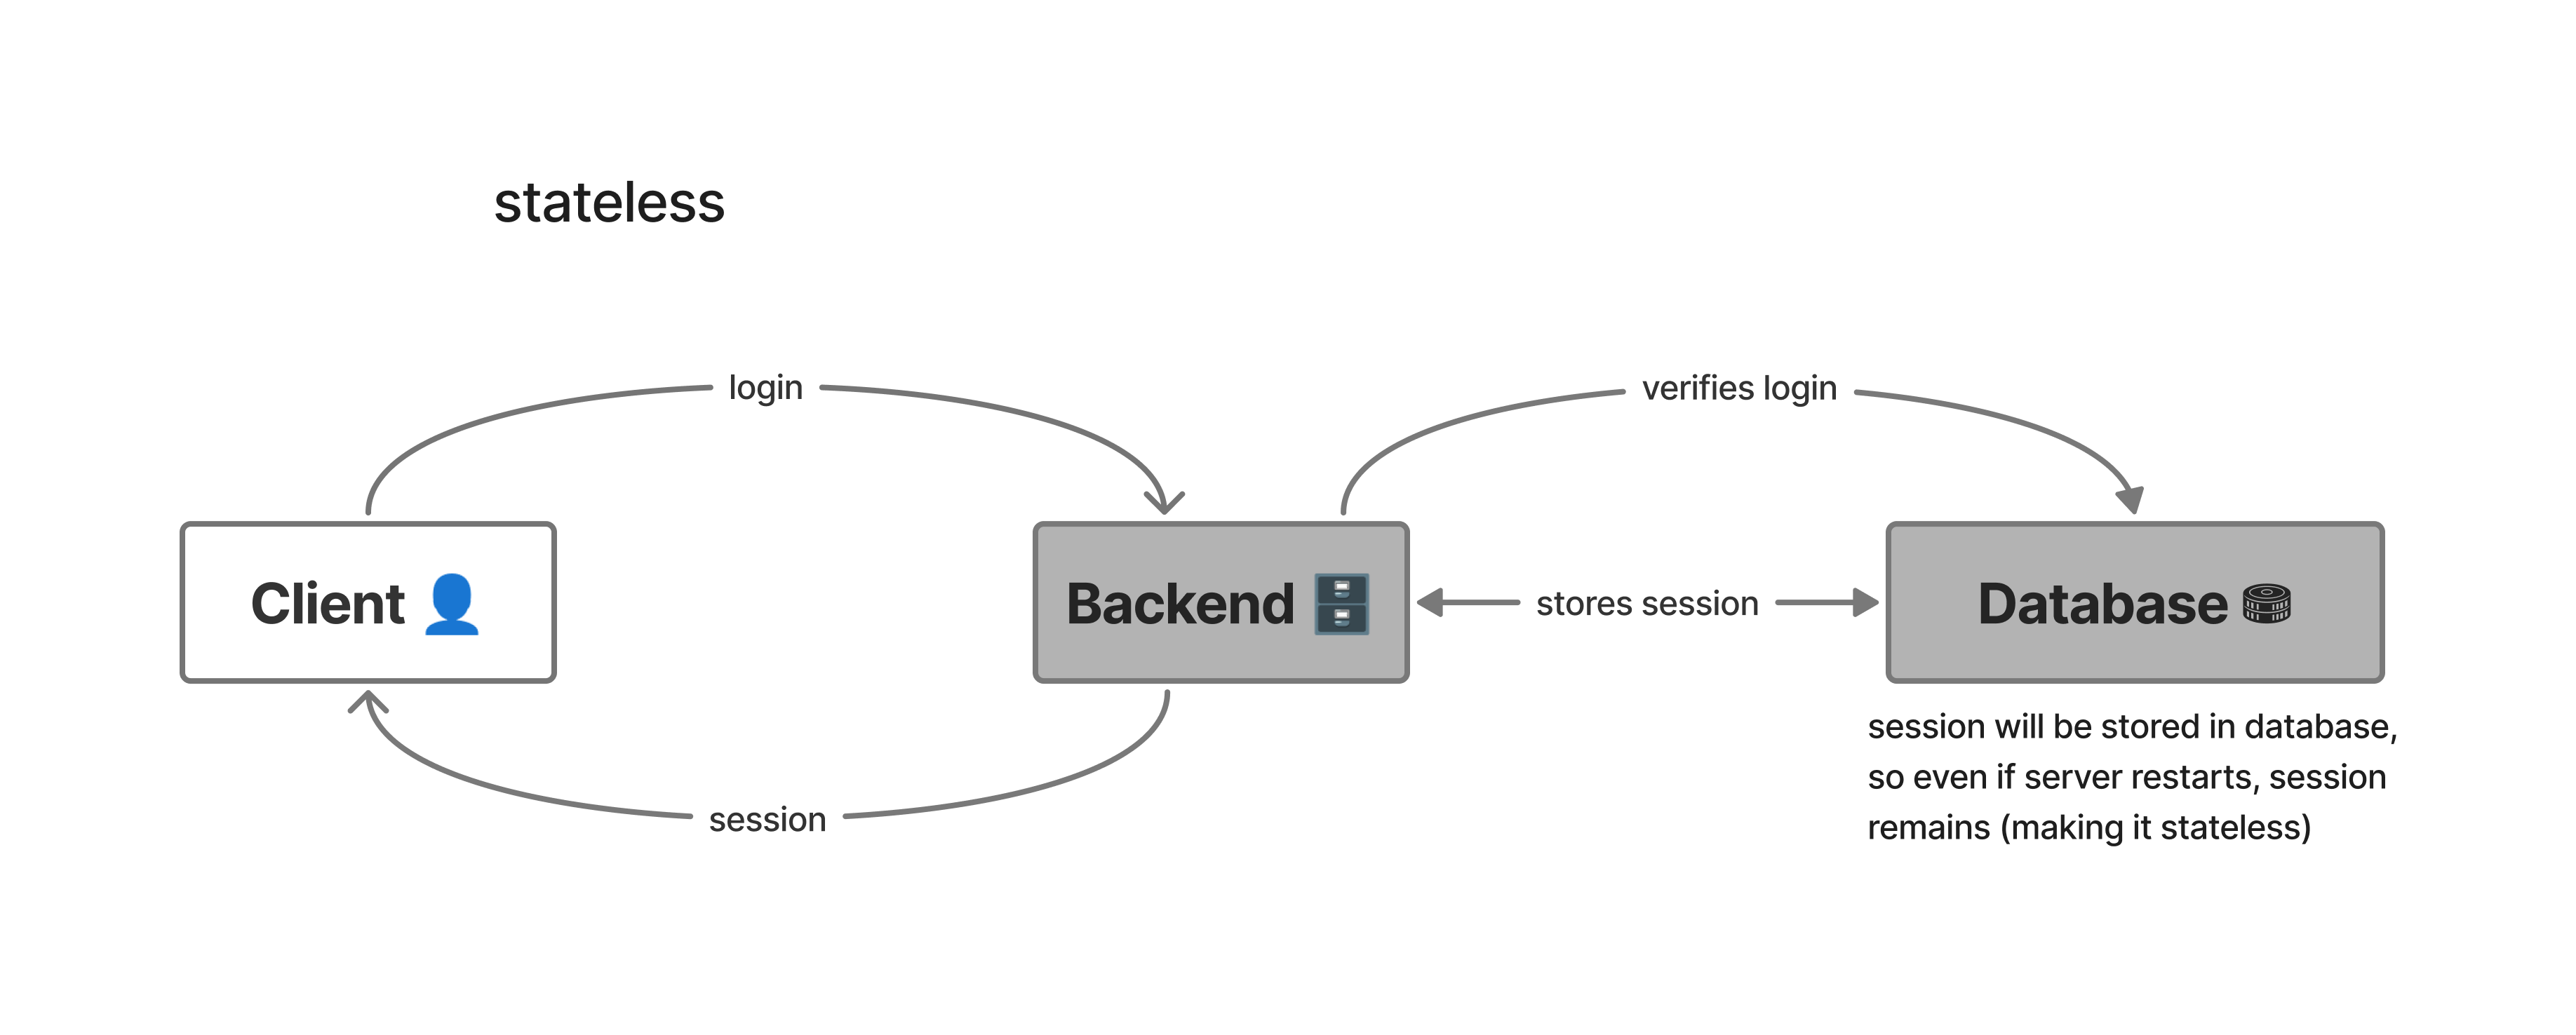 stateless
login
verifies login
Client
Backend
stores session
Database
session will be stored in database,
so even if server restarts, session
remains (making it stateless)
session